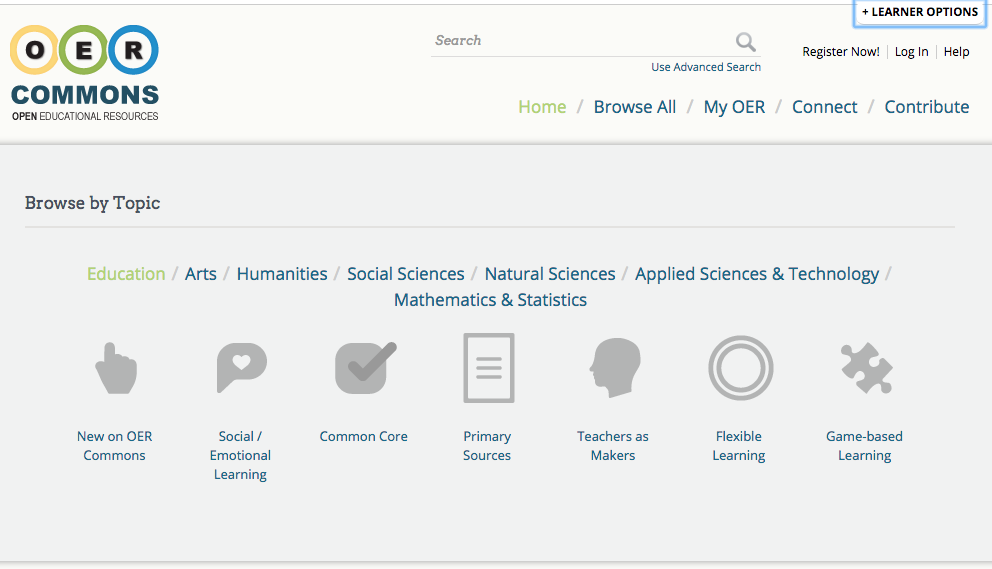 + LEARNER OPTIONS
O E R
COMMONS
OPEN EDUCATIONAL RESOURCES
Search
Use Advanced Search
Register Now! Log In Help
Home / Browse All / My OER / Connect / Contribute
Browse by Topic
Education / Arts / Humanities / Social Sciences / Natural Sciences / Applied Sciences & Technology /
Mathematics & Statistics
New on OER
Commons
Social /
Emotional
Learning
Common Core
Primary
Sources
Teachers as
Makers
Flexible
Learning
Game-based
Learning